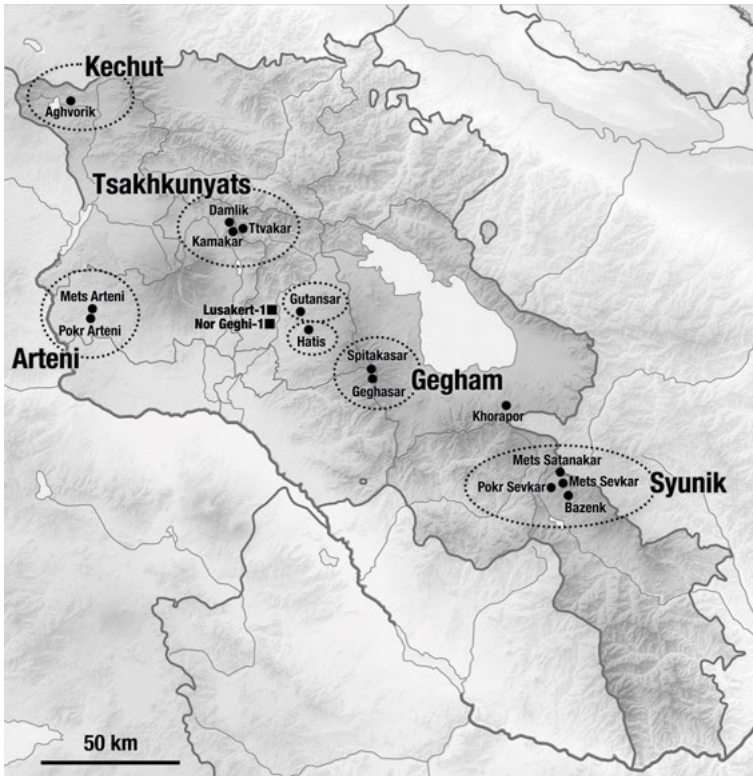 Kechut
Aghvorik
Tsakhkunyats
Damlik
Ttvakar
Kamakar
Mets Arteni
Pokr Arteni
Arteni
Lusakert-1
Nor Geghi-1
Gutansar
Hatis
Spitakasar
Geghasar
Gegham
Khorapor
Mets Satanakar
Mets Sevkar
Pokr Sevkar
Bazenk
Syunik
50 km